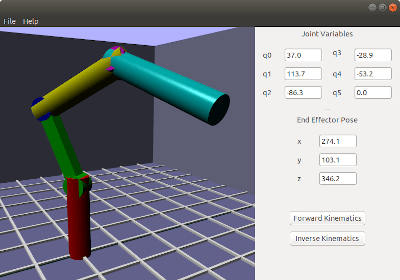 File Help
Joint Variables
q0 37.0 q3 -28.9
q1 113.7 q4 -53.2
q2 -86.3 q5 0.0
End Effector Pose
x 274.1
y 103.1
z 346.2
Forward Kinematics
Inverse Kinematics